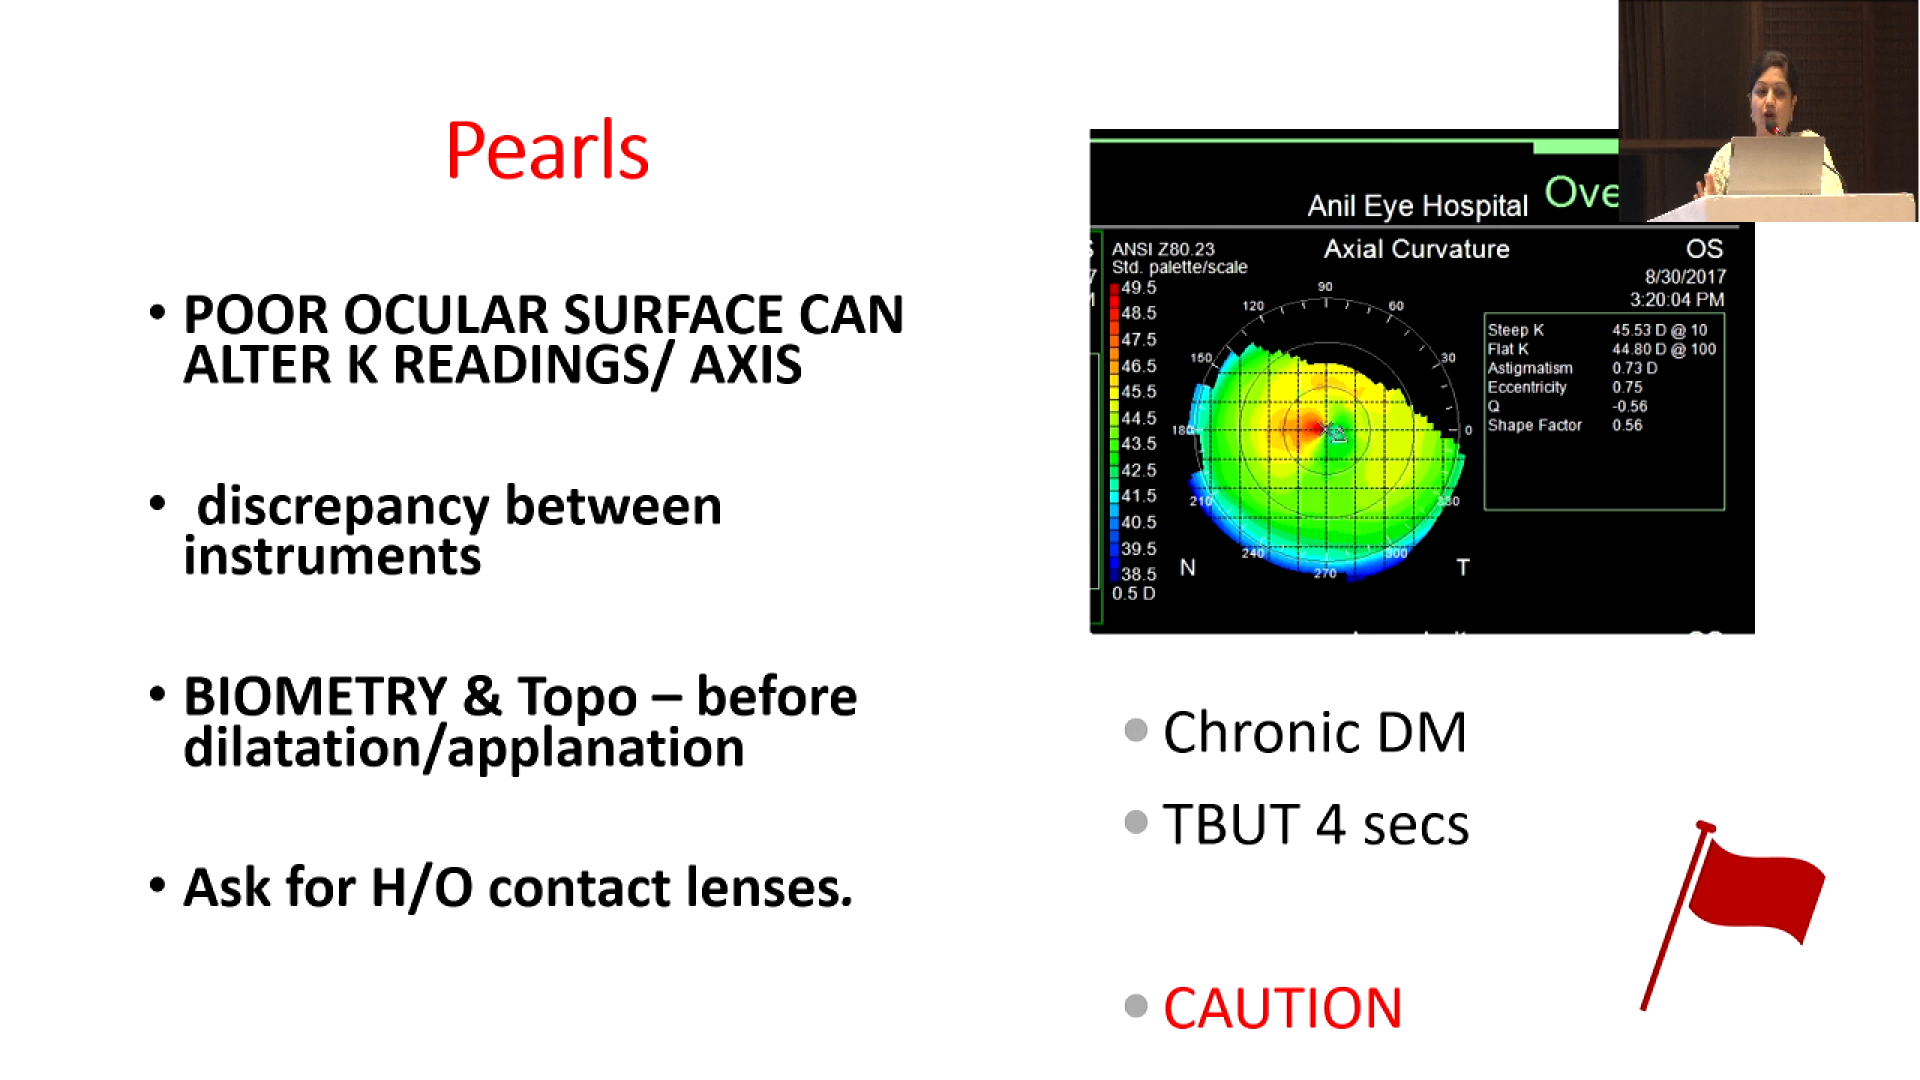 Pearls
• POOR OCULAR SURFACE CAN
ALTER K READINGS/ AXIS
• discrepancy between
instruments
• BIOMETRY & Topo – before
dilatation/applanation
• Ask for H/O contact lenses.
Anil Eye Hospital
Ove
ANSI Z80.23
Std. palette/scale
Axial Curvature
OS
8/30/2017
3:20:04 PM
49.5
48.5
47.5
46.5
45.5
44.5
43.5
42.5
41.5
40.5
39.5
38.5
0.5 D
90
120
60
150
30
180
0
210
330
240
300
270
N
T
Steep K 45.53 D @ 10
Flat K 44.80 D @ 100
Astigmatism 0.73 D
Eccentricity 0.75
Q -0.56
Shape Factor 0.56
• Chronic DM
• TBUT 4 secs
• CAUTION